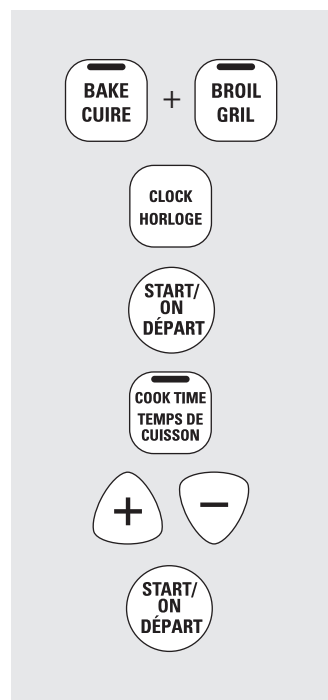 BAKE
CUIRE
+
BROIL
GRIL
CLOCK
HORLOGE
START/
ON
DÉPART
COOK TIME
TEMPS DE
CUISSON
+ −
START/
ON
DÉPART